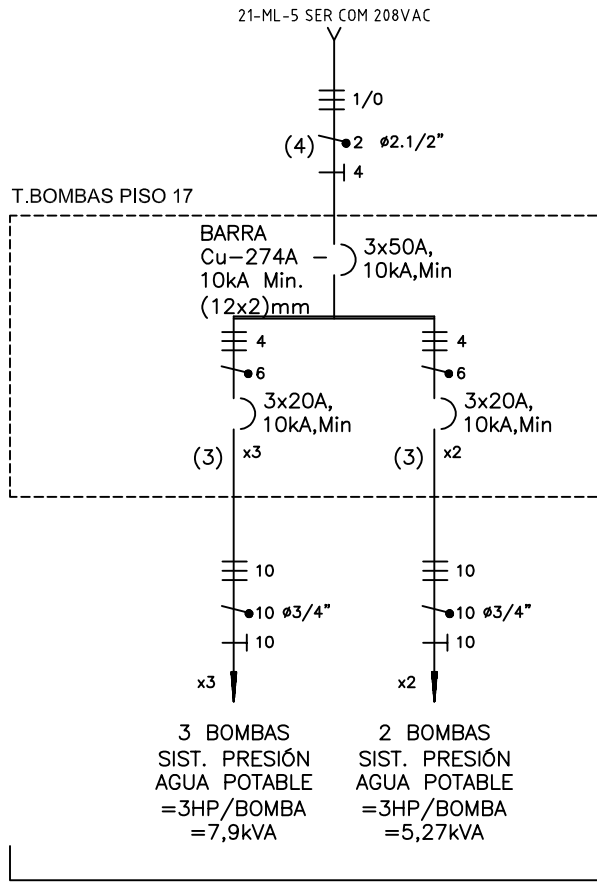 21-ML-5 SER COM 208VAC
1/0
(4) 2 ø2.1/2"
4
T.BOMBAS PISO 17
BARRA
Cu-274A -
10kA Min.
(12x2)mm
3x50A,
10kA,Min
4
6
3x20A,
10kA,Min
(3) x3
4
6
3x20A,
10kA,Min
(3) x2
10
10 ø3/4"
10
x3
10
10 ø3/4"
10
x2
3 BOMBAS
SIST. PRESIÓN
AGUA POTABLE
=3HP/BOMBA
=7,9kVA
2 BOMBAS
SIST. PRESIÓN
AGUA POTABLE
=3HP/BOMBA
=5,27kVA